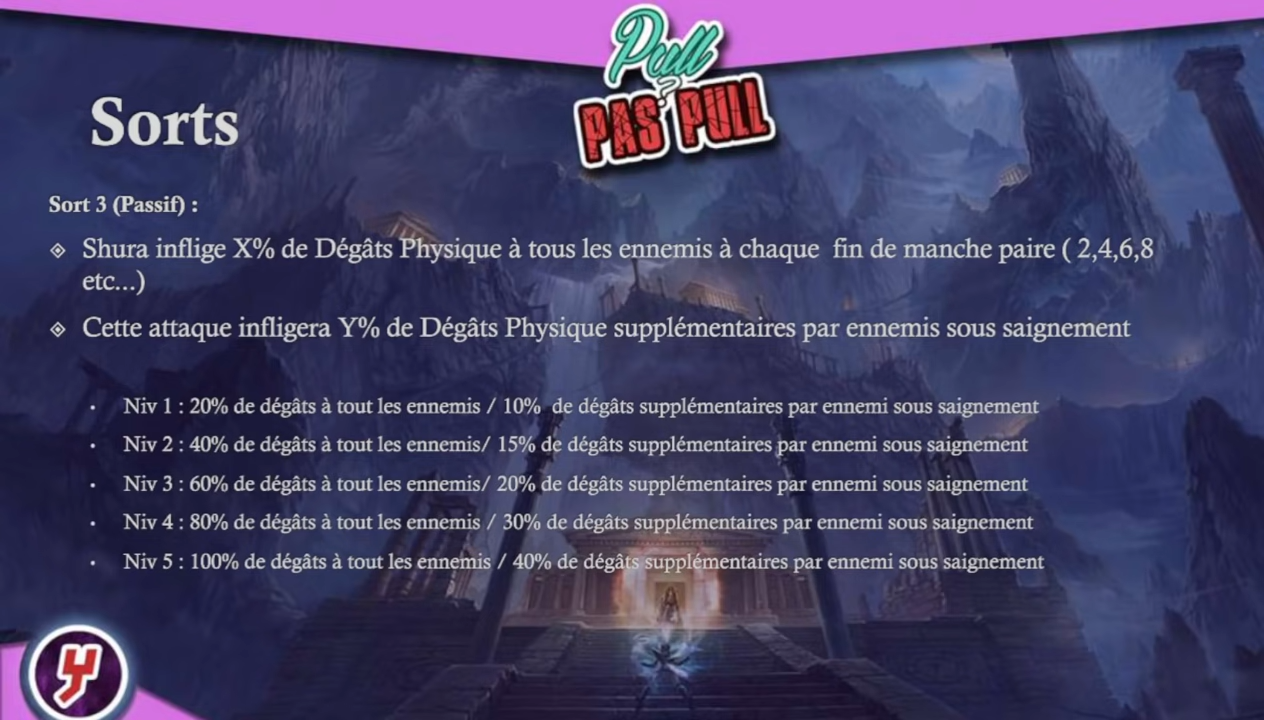 Pull
?
PAS PULL
Sorts
Sort 3 (Passif) :
Shura inflige X% de Dégâts Physique à tous les ennemis à chaque fin de manche paire ( 2,4,6,8
etc...)
Cette attaque infligera Y% de Dégâts Physique supplémentaires par ennemis sous saignement
Niv 1 : 20% de dégâts à tout les ennemis / 10% de dégâts supplémentaires par ennemi sous saignement
Niv 2 : 40% de dégâts à tout les ennemis/ 15% de dégâts supplémentaires par ennemi sous saignement
Niv 3 : 60% de dégâts à tout les ennemis/ 20% de dégâts supplémentaires par ennemi sous saignement
Niv 4 : 80% de dégâts à tout les ennemis / 30% de dégâts supplémentaires par ennemi sous saignement
Niv 5 : 100% de dégâts à tout les ennemis / 40% de dégâts supplémentaires par ennemi sous saignement
Y